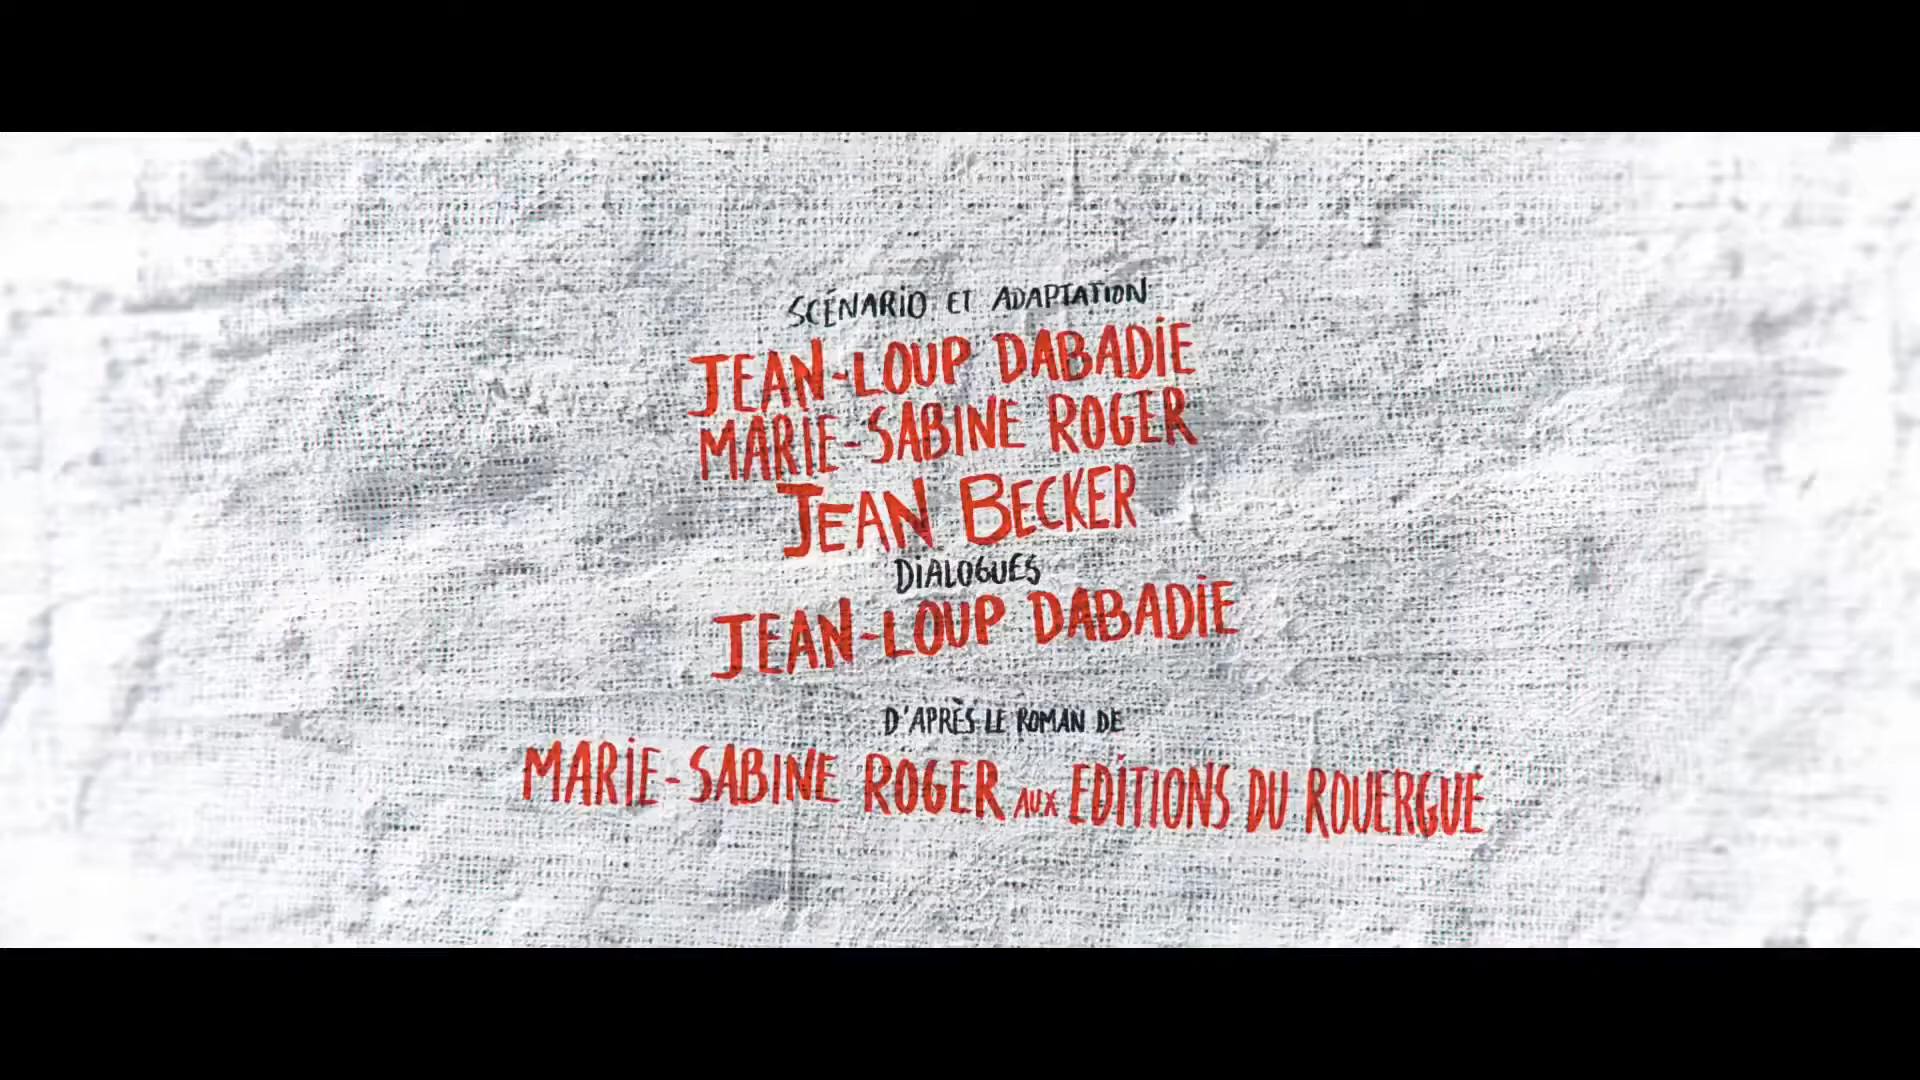 SCÉNARIO ET ADAPTATION
JEAN-LOUP DABADIE
MARIE-SABINE ROGER
JEAN BECKER
DIALOGUES
JEAN-LOUP DABADIE
D'APRÈS LE ROMAN DE
MARIE-SABINE ROGER AUX EDITIONS DU ROUERGUE